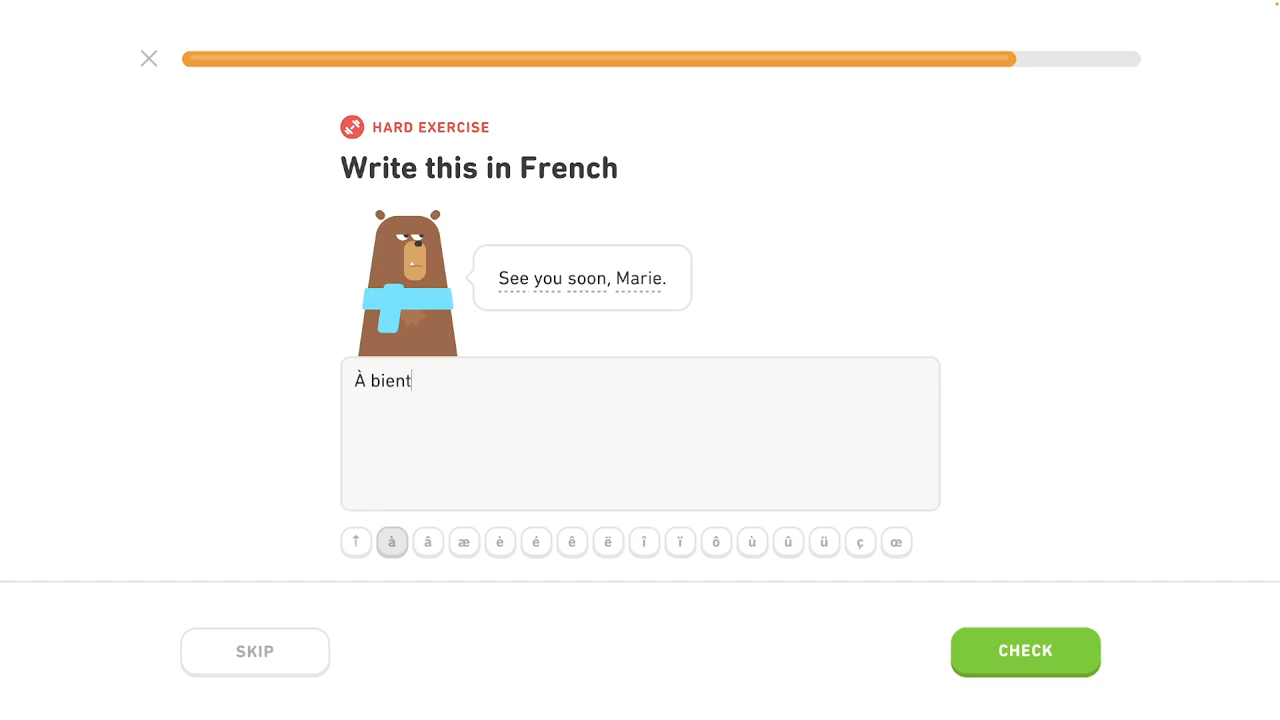 HARD EXERCISE
Write this in French
See you soon, Marie.
À bient
↑ à â æ è é ê ë î ï ô ù û ü ç œ
SKIP
CHECK